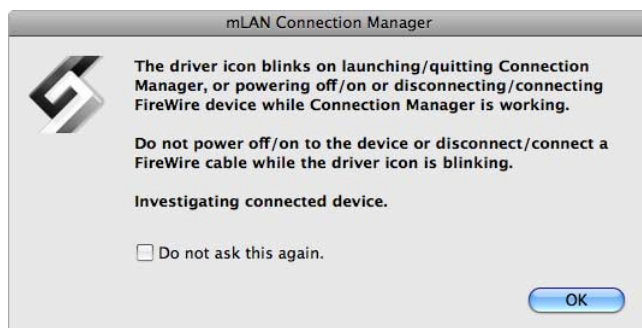 mLAN Connection Manager
The driver icon blinks on launching/quitting Connection
Manager, or powering off/on or disconnecting/connecting
FireWire device while Connection Manager is working.
Do not power off/on to the device or disconnect/connect a
FireWire cable while the driver icon is blinking.
Investigating connected device.
Do not ask this again.
OK